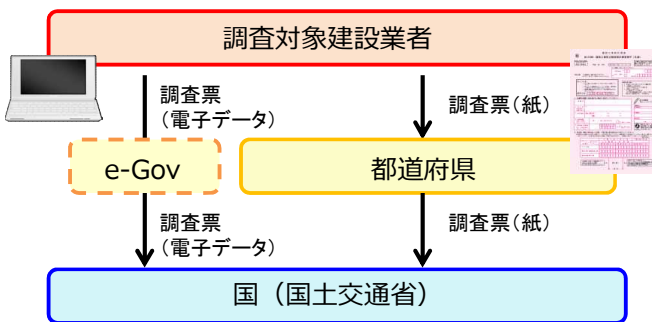 調査対象建設業者
調査票
(電子データ)
調査票(紙)
e-Gov
都道府県
調査票
(電子データ)
調査票(紙)
国（国土交通省）